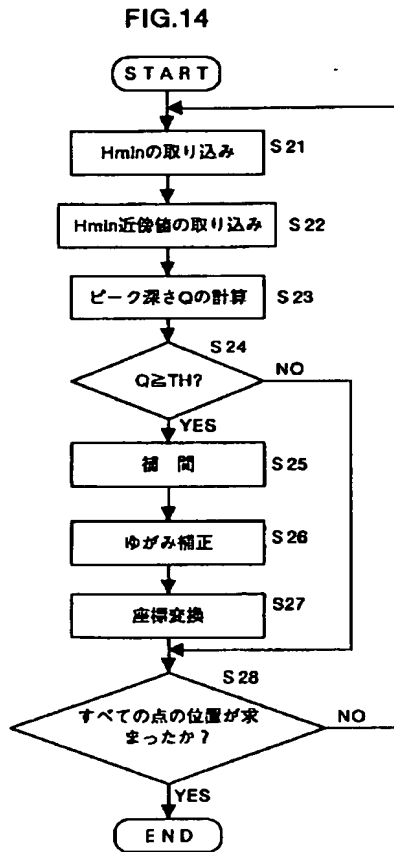 FIG.14
START
Hminの取り込み
S21
Hmin近傍値の取り込み
S22
ピーク深さQの計算
S23
S24
Q≧TH?
NO
YES
補 間
S25
ゆがみ補正
S26
座標変換
S27
S28
すべての点の位置が求
まったか?
NO
YES
END